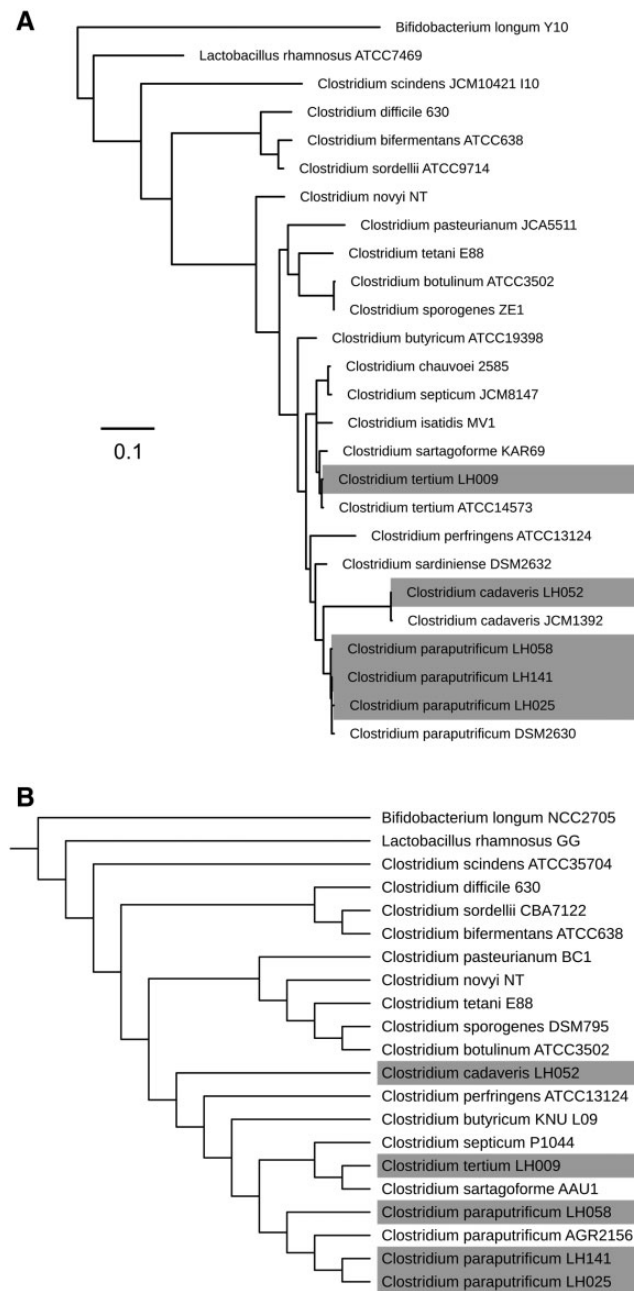 A
Bifidobacterium longum Y10
Lactobacillus rhamnosus ATCC7469
Clostridium scindens JCM10421 I10
Clostridium difficile 630
Clostridium bifermentans ATCC638
Clostridium sordellii ATCC9714
Clostridium novyi NT
Clostridium pasteurianum JCA5511
Clostridium tetani E88
Clostridium botulinum ATCC3502
Clostridium sporogenes ZE1
Clostridium butyricum ATCC19398
Clostridium chauvoei 2585
Clostridium septicum JCM8147
Clostridium isatidis MV1
0.1
Clostridium sartagoforme KAR69
Clostridium tertium LH009
Clostridium tertium ATCC14573
Clostridium perfringens ATCC13124
Clostridium sardiniense DSM2632
Clostridium cadaveris LH052
Clostridium cadaveris JCM1392
Clostridium paraputrificum LH058
Clostridium paraputrificum LH141
Clostridium paraputrificum LH025
Clostridium paraputrificum DSM2630
B
Bifidobacterium longum NCC2705
Lactobacillus rhamnosus GG
Clostridium scindens ATCC35704
Clostridium difficile 630
Clostridium sordellii CBA7122
Clostridium bifermentans ATCC638
Clostridium pasteurianum BC1
Clostridium novyi NT
Clostridium tetani E88
Clostridium sporogenes DSM795
Clostridium botulinum ATCC3502
Clostridium cadaveris LH052
Clostridium perfringens ATCC13124
Clostridium butyricum KNU L09
Clostridium septicum P1044
Clostridium tertium LH009
Clostridium sartagoforme AAU1
Clostridium paraputrificum LH058
Clostridium paraputrificum AGR2156
Clostridium paraputrificum LH141
Clostridium paraputrificum LH025